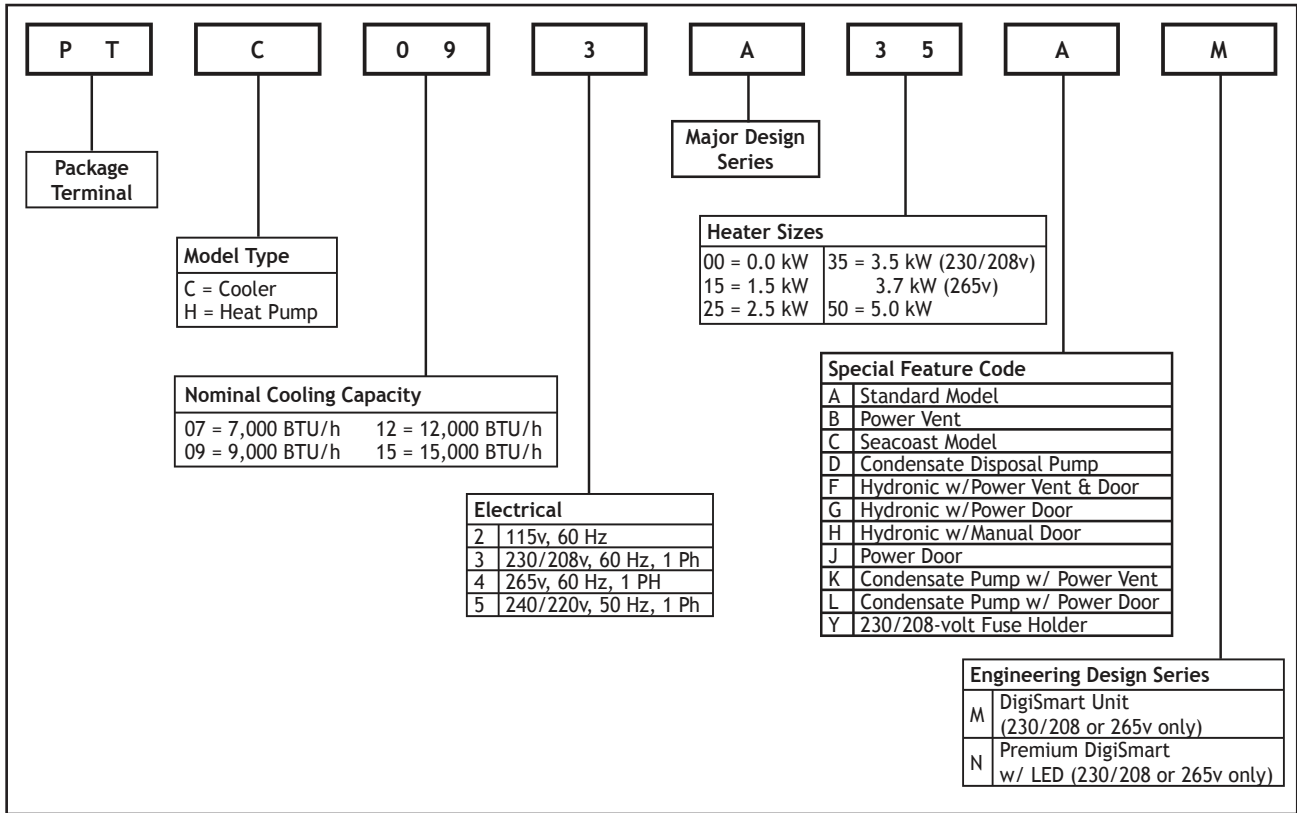 P T C 0 9 3 A 3 5 A M
Package
Terminal
Major Design
Series
Model Type
C = Cooler
H = Heat Pump
Heater Sizes
00 = 0.0 kW 35 = 3.5 kW (230/208v)
15 = 1.5 kW 3.7 kW (265v)
25 = 2.5 kW 50 = 5.0 kW
Nominal Cooling Capacity
07 = 7,000 BTU/h 12 = 12,000 BTU/h
09 = 9,000 BTU/h 15 = 15,000 BTU/h
Electrical
2 115v, 60 Hz
3 230/208v, 60 Hz, 1 Ph
4 265v, 60 Hz, 1 PH
5 240/220v, 50 Hz, 1 Ph
Special Feature Code
A Standard Model
B Power Vent
C Seacoast Model
D Condensate Disposal Pump
F Hydronic w/Power Vent & Door
G Hydronic w/Power Door
H Hydronic w/Manual Door
J Power Door
K Condensate Pump w/ Power Vent
L Condensate Pump w/ Power Door
Y 230/208-volt Fuse Holder
Engineering Design Series
M DigiSmart Unit
(230/208 or 265v only)
N Premium DigiSmart
w/ LED (230/208 or 265v only)